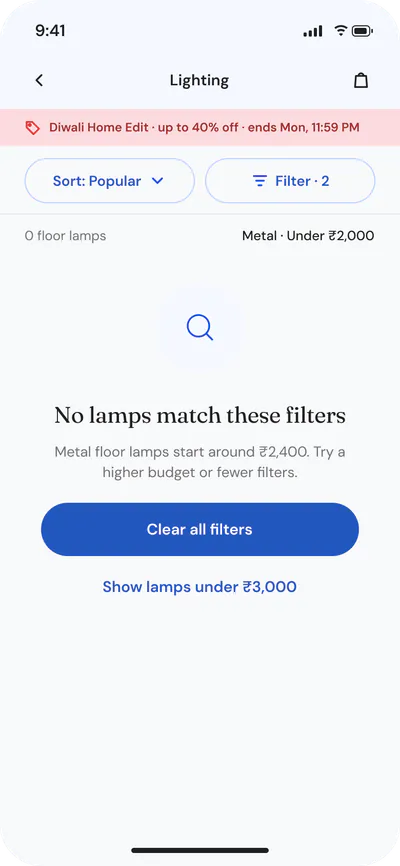 9:41
Lighting
Diwali Home Edit · up to 40% off · ends Mon, 11:59 PM
Sort: Popular
Filter · 2
0 floor lamps
Metal · Under ₹2,000
No lamps match these filters
Metal floor lamps start around ₹2,400. Try a
higher budget or fewer filters.
Clear all filters
Show lamps under ₹3,000